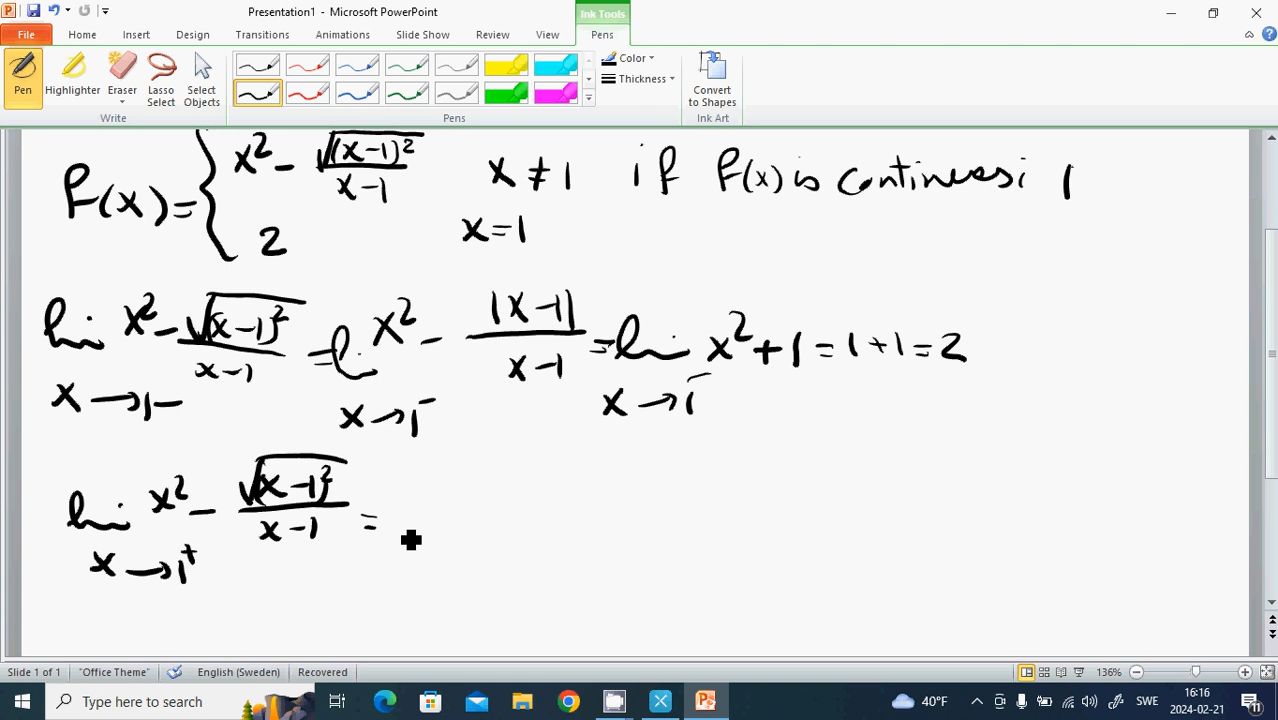 Presentation1 - Microsoft PowerPoint
Ink Tools
File Home Insert Design Transitions Animations Slide Show Review View Pens
Pen Highlighter Eraser Lasso Select Select Objects Color Thickness Convert to Shapes
Write Pens Ink Art
f(x) = { x² - √(x-1)² / x-1 x ≠ 1 if f(x) is continessi 1
2 x=1
lim x→1- x² - √(x-1)² / x-1 = lim x→1⁻ x² - |x-1| / x-1 = lim x→1⁻ x²+1 = 1+1 = 2
lim x→1⁺ x² - √(x-1)² / x-1 =
Slide 1 of 1 "Office Theme" English (Sweden) Recovered 136%
Type here to search 40°F SWE 16:16
2024-02-21 11